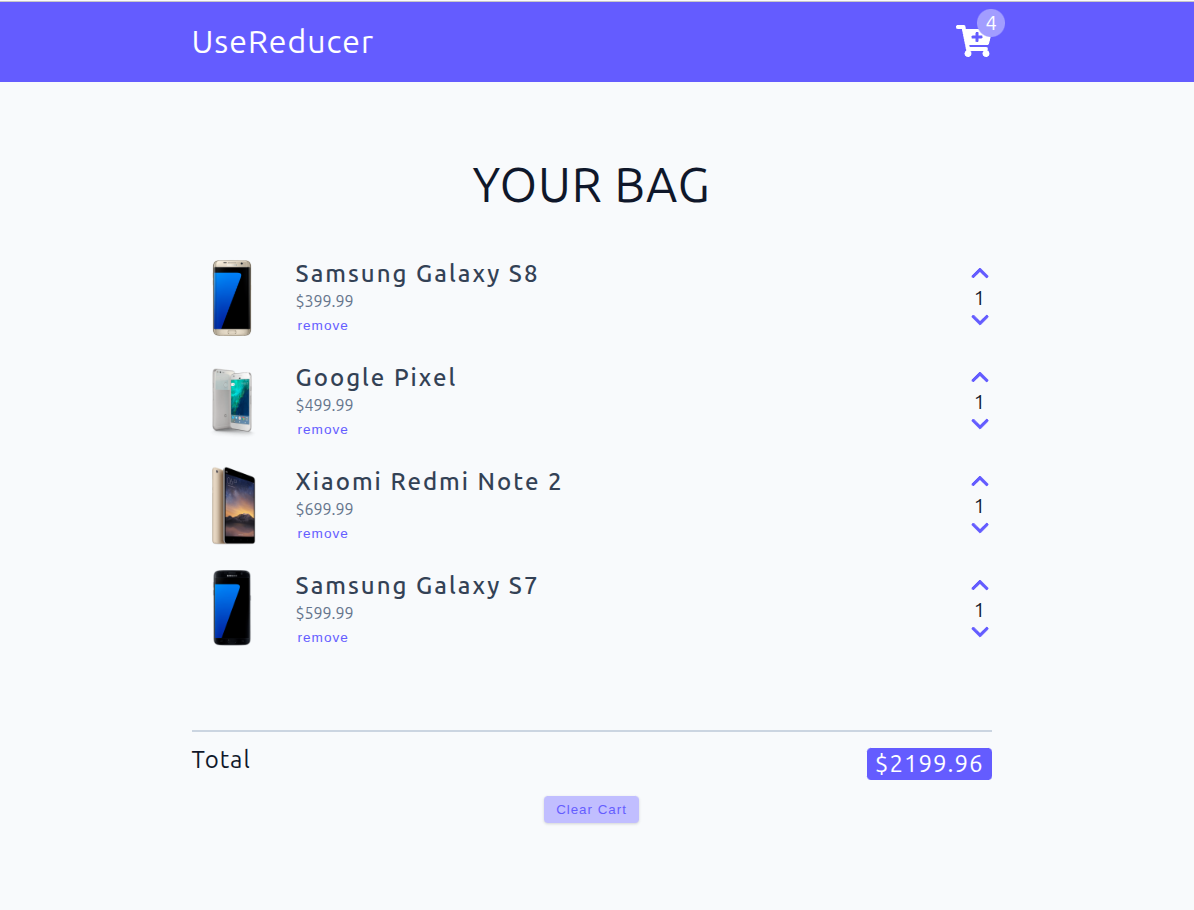 UseReducer
4
YOUR BAG
Samsung Galaxy S8
$399.99
remove
1
Google Pixel
$499.99
remove
1
Xiaomi Redmi Note 2
$699.99
remove
1
Samsung Galaxy S7
$599.99
remove
1
Total
$2199.96
Clear Cart